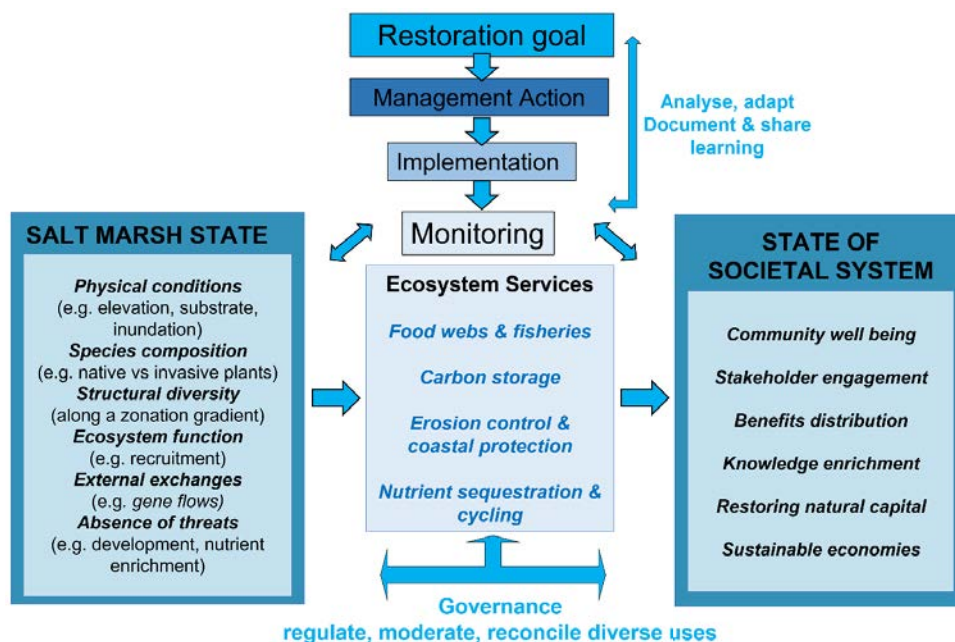 Restoration goal
Management Action
Implementation
Monitoring
Analyse, adapt
Document & share
learning
SALT MARSH STATE
Physical conditions
(e.g. elevation, substrate,
inundation)
Species composition
(e.g. native vs invasive plants)
Structural diversity
(along a zonation gradient)
Ecosystem function
(e.g. recruitment)
External exchanges
(e.g. gene flows)
Absence of threats
(e.g. development, nutrient
enrichment)
Ecosystem Services
Food webs & fisheries
Carbon storage
Erosion control &
coastal protection
Nutrient sequestration &
cycling
STATE OF
SOCIETAL SYSTEM
Community well being
Stakeholder engagement
Benefits distribution
Knowledge enrichment
Restoring natural capital
Sustainable economies
Governance
regulate, moderate, reconcile diverse uses